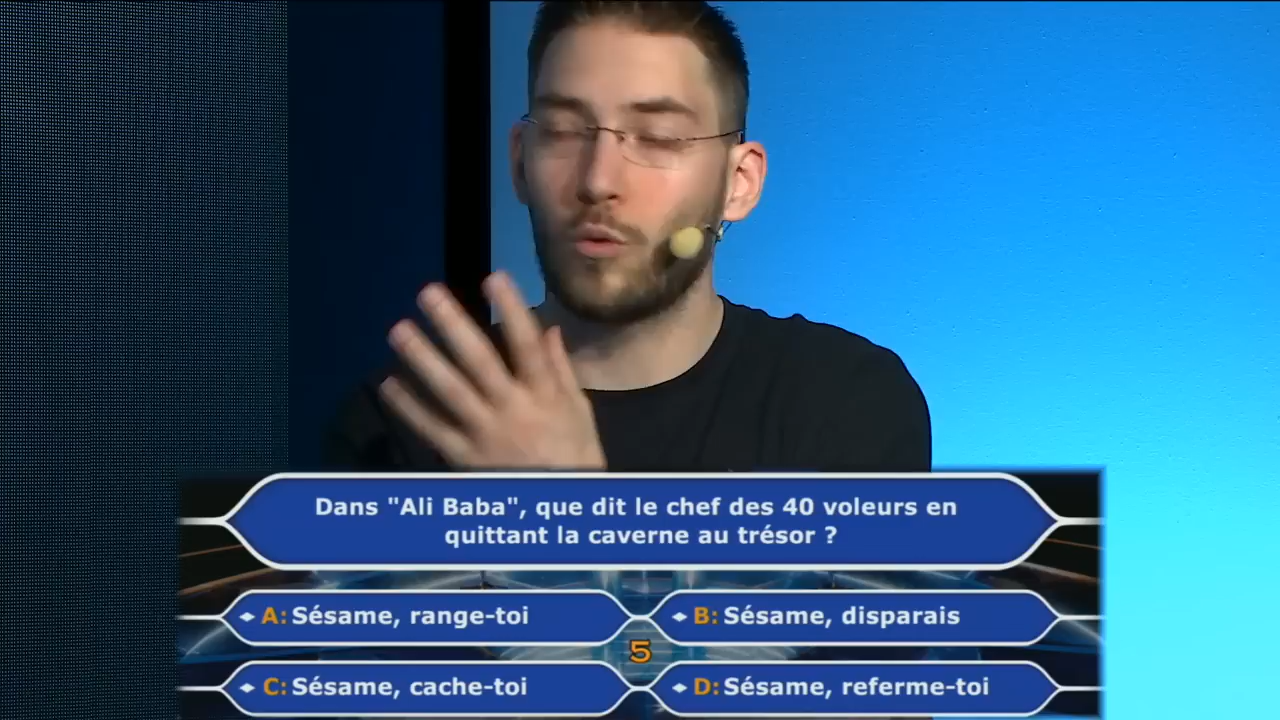 Dans "Ali Baba", que dit le chef des 40 voleurs en
quittant la caverne au trésor ?
A: Sésame, range-toi
B: Sésame, disparais
5
C: Sésame, cache-toi
D: Sésame, referme-toi